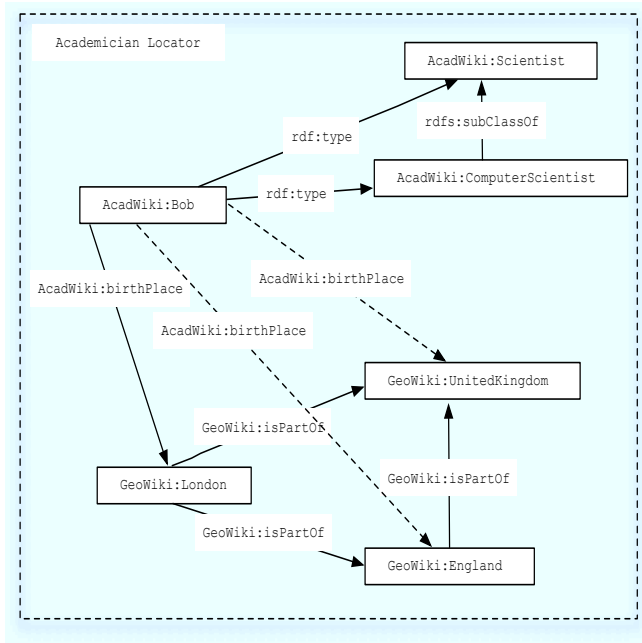 Academician Locator
AcadWiki:Scientist
rdfs:subClassOf
rdf:type
AcadWiki:ComputerScientist
rdf:type
AcadWiki:Bob
AcadWiki:birthPlace
AcadWiki:birthPlace
AcadWiki:birthPlace
GeoWiki:UnitedKingdom
GeoWiki:isPartOf
GeoWiki:isPartOf
GeoWiki:London
GeoWiki:isPartOf
GeoWiki:England